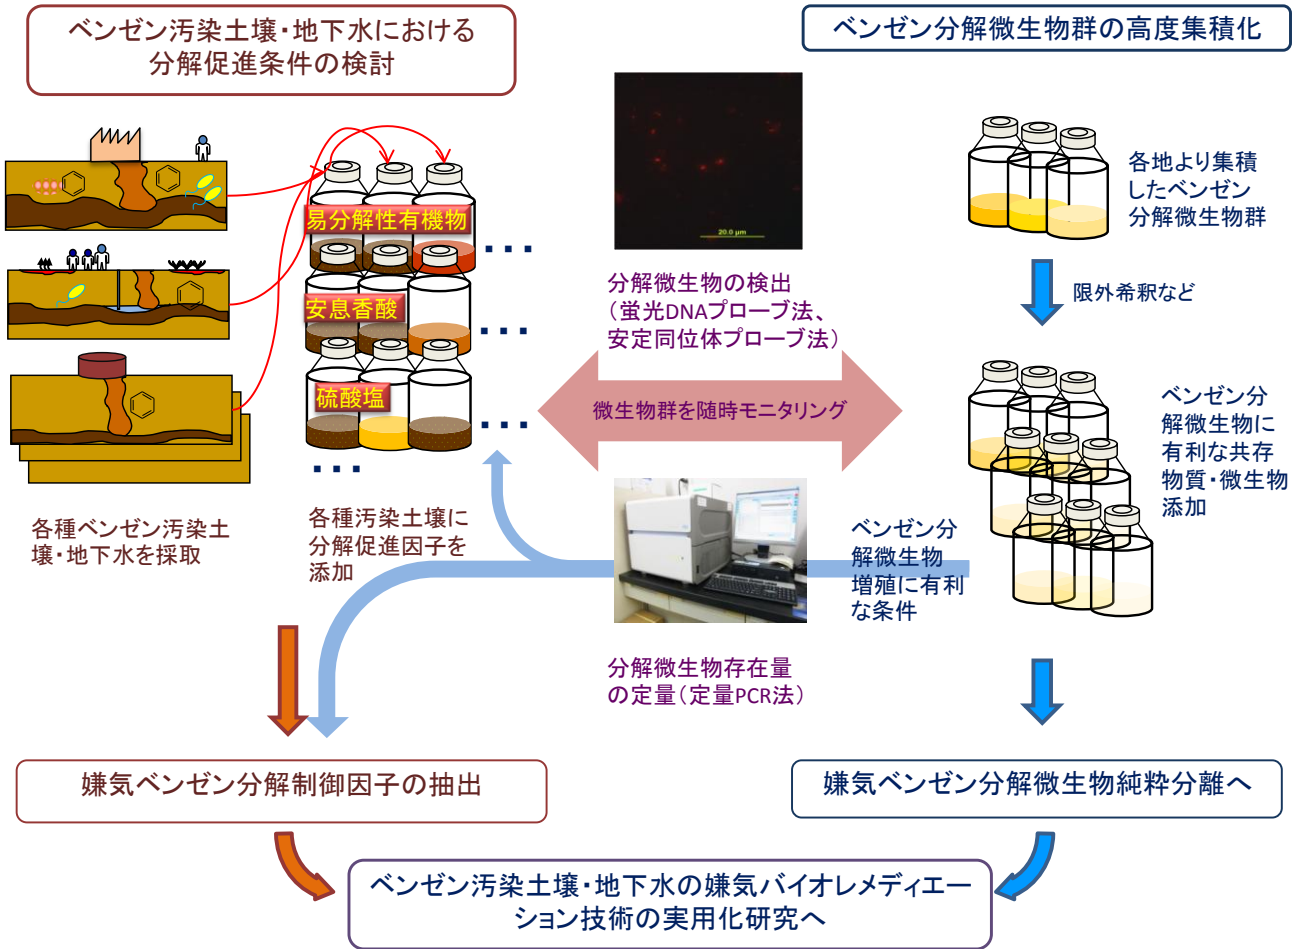 ベンゼン汚染土壌・地下水における
分解促進条件の検討
ベンゼン分解微生物群の高度集積化
易分解性有機物
安息香酸
硫酸塩
各種ベンゼン汚染土
壌・地下水を採取
各種汚染土壌に
分解促進因子を
添加
20.0 μm
分解微生物の検出
（蛍光DNAプローブ法、
安定同位体プローブ法）
微生物群を随時モニタリング
分解微生物存在量
の定量（定量PCR法）
各地より集積
したベンゼン
分解微生物群
限外希釈など
ベンゼン分
解微生物に
有利な共存
物質・微生物
添加
ベンゼン分
解微生物
増殖に有利
な条件
嫌気ベンゼン分解制御因子の抽出
嫌気ベンゼン分解微生物純粋分離へ
ベンゼン汚染土壌・地下水の嫌気バイオレメディエー
ション技術の実用化研究へ